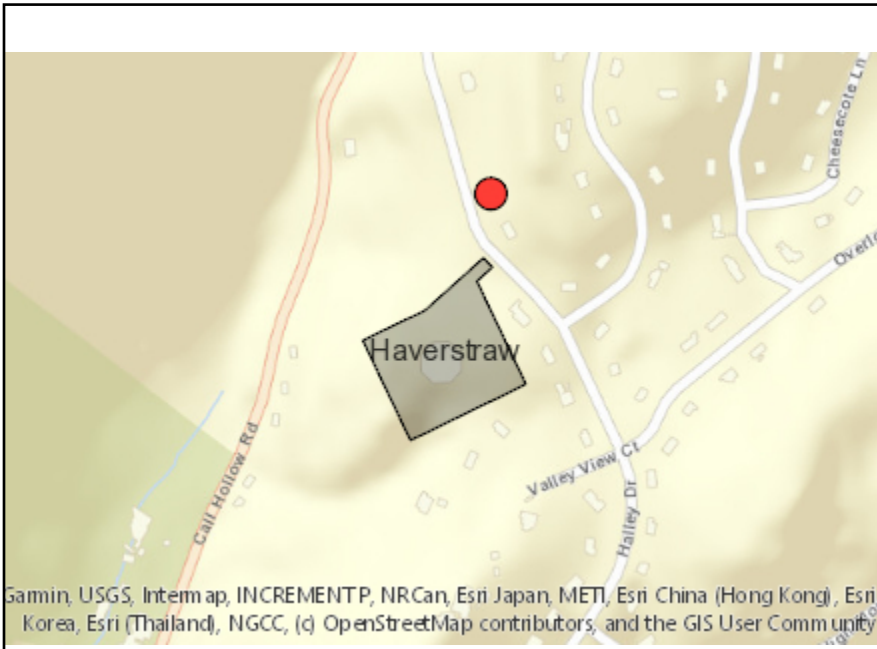 Cheesecote Ln
Overlo
Haverstraw
Call Hollow Rd
Valley View Ct
Halley Dr
Garmin, USGS, Intermap, INCREMENT P, NRCan, Esri Japan, METI, Esri China (Hong Kong), Esri
Korea, Esri (Thailand), NGCC, (c) OpenStreetMap contributors, and the GIS User Community